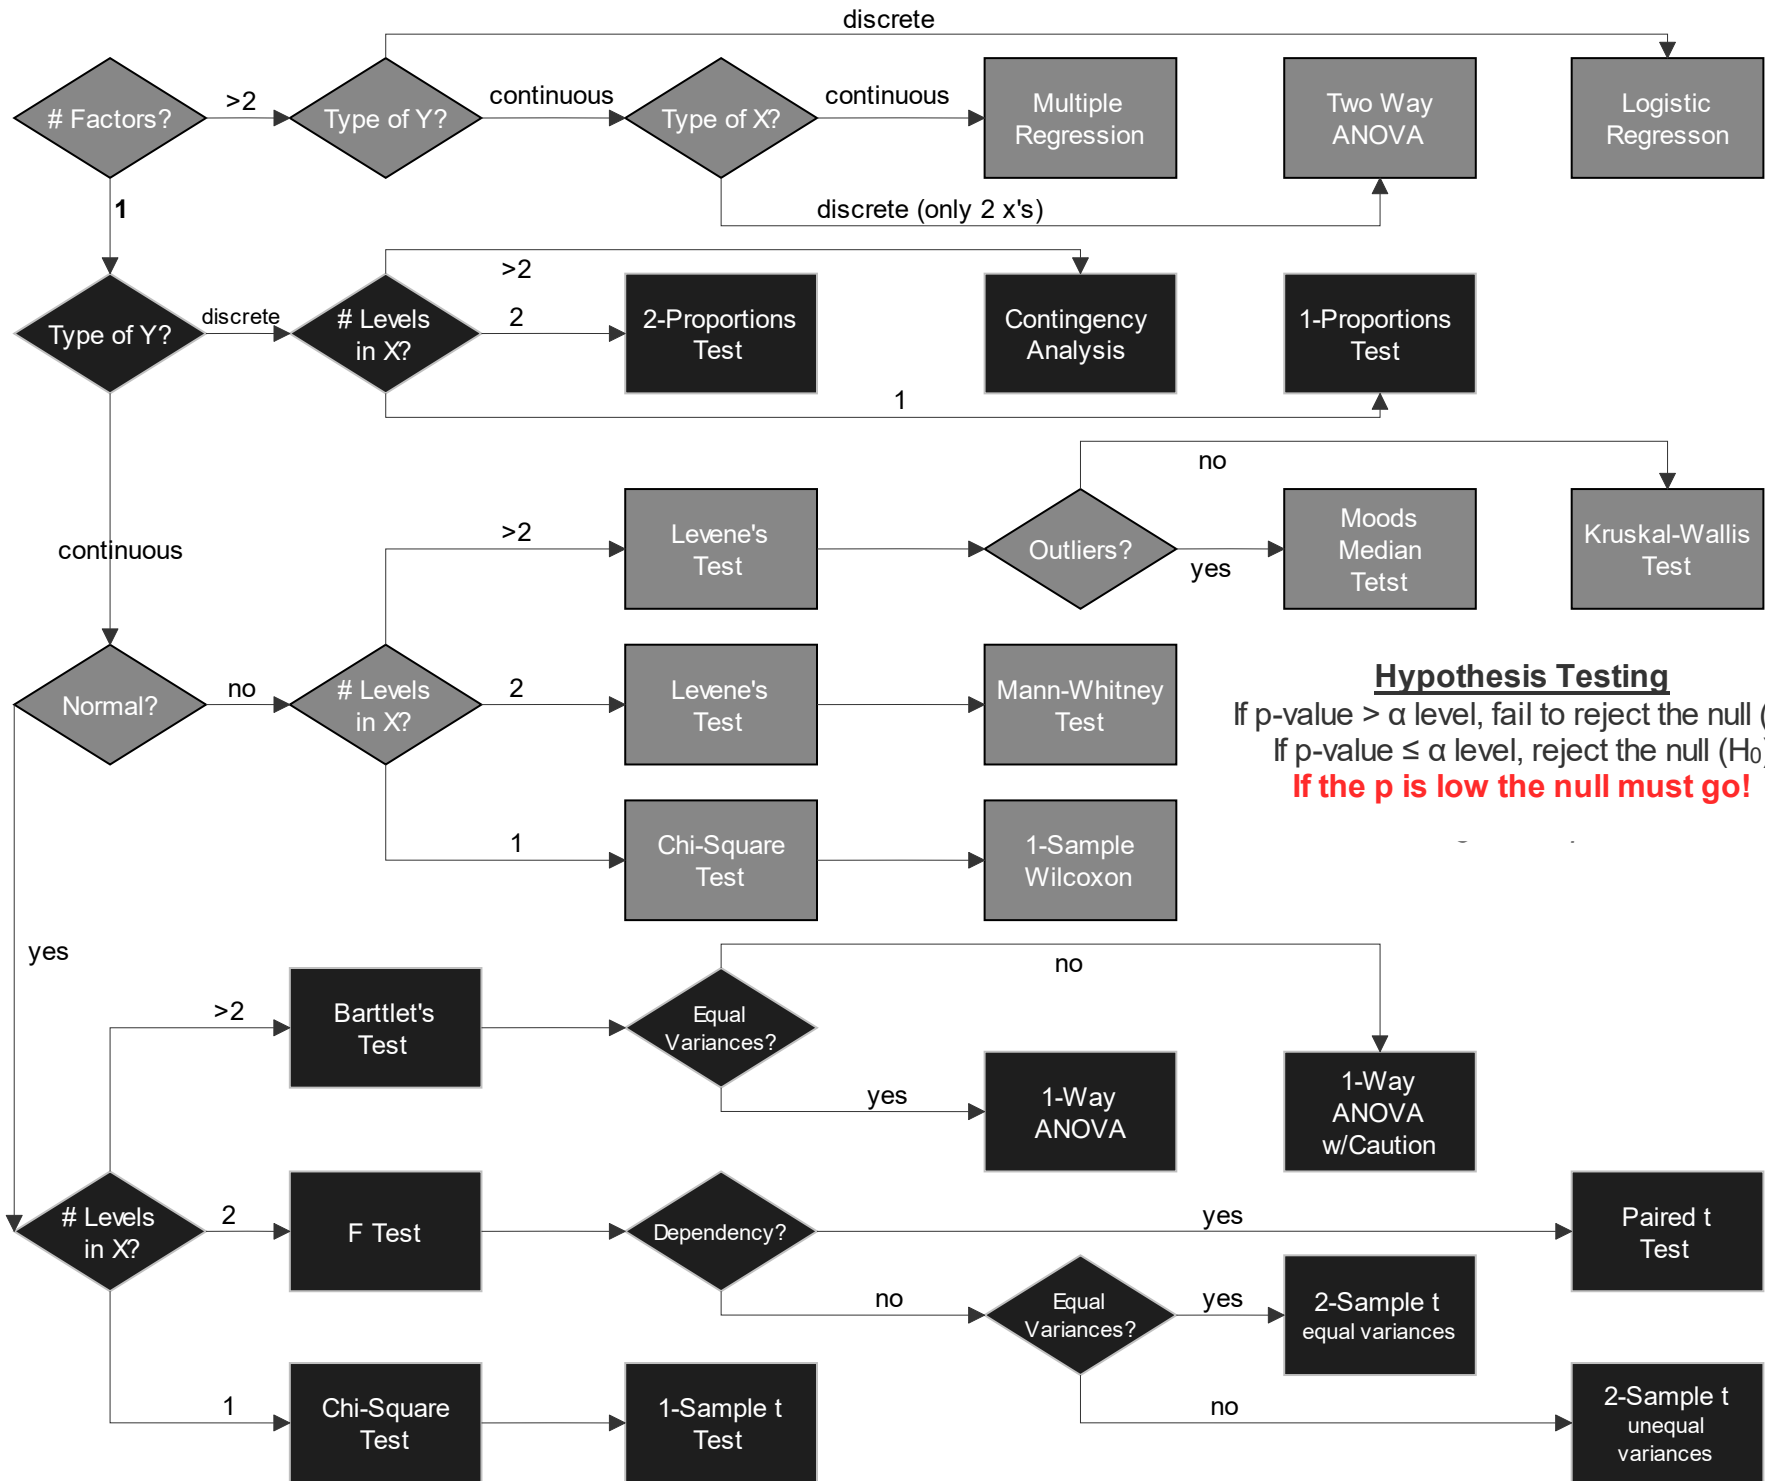 discrete
# Factors?
>2
Type of Y?
continuous
Type of X?
continuous
Multiple
Regression
Two Way
ANOVA
Logistic
Regresson
1
discrete (only 2 x's)
>2
Type of Y?
discrete
# Levels
in X?
2
2-Proportions
Test
Contingency
Analysis
1-Proportions
Test
1
continuous
no
>2
Levene's
Test
Outliers?
yes
Moods
Median
Tetst
Kruskal-Wallis
Test
Normal?
no
# Levels
in X?
2
Levene's
Test
Mann-Whitney
Test
Hypothesis Testing
If p-value > α level, fail to reject the null (
If p-value ≤ α level, reject the null (H₀)
If the p is low the null must go!
1
Chi-Square
Test
1-Sample
Wilcoxon
yes
no
>2
Barttlet's
Test
Equal
Variances?
yes
1-Way
ANOVA
1-Way
ANOVA
w/Caution
# Levels
in X?
2
F Test
Dependency?
yes
Paired t
Test
no
Equal
Variances?
yes
2-Sample t
equal variances
1
Chi-Square
Test
1-Sample t
Test
no
2-Sample t
unequal
variances